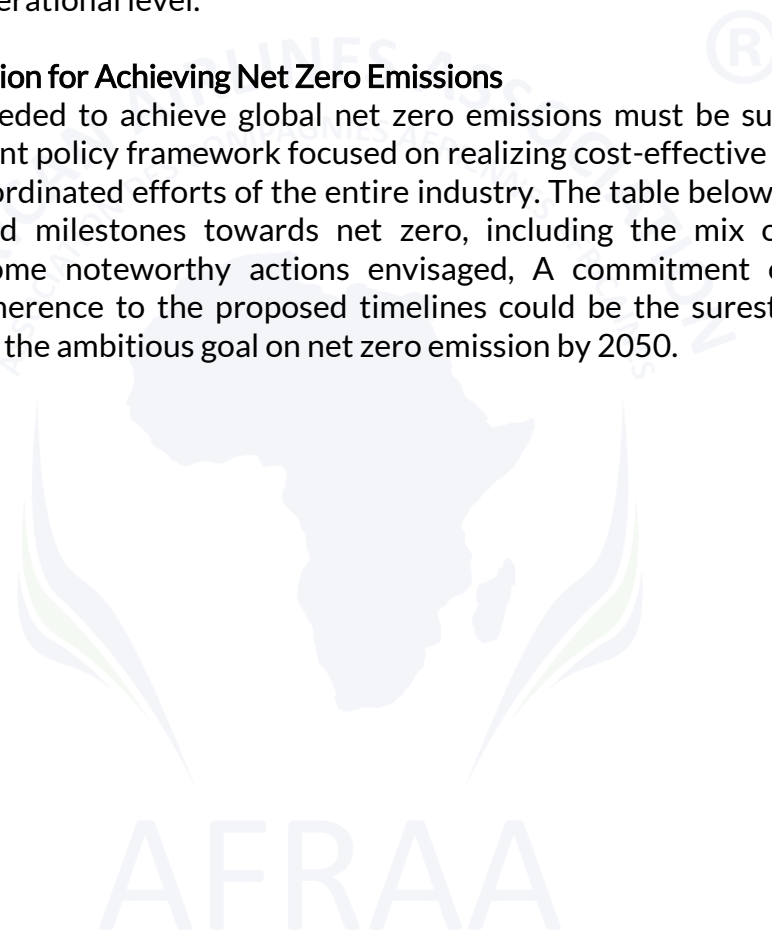 erational level.
ion for Achieving Net Zero Emissions
eded to achieve global net zero emissions must be su
nt policy framework focused on realizing cost-effective
ordinated efforts of the entire industry. The table below
d milestones towards net zero, including the mix o
ome noteworthy actions envisaged, A commitment
herence to the proposed timelines could be the surest
the ambitious goal on net zero emission by 2050.
®
AIRLINES ASSOCIATION
COMPAGNIES
AFRAA